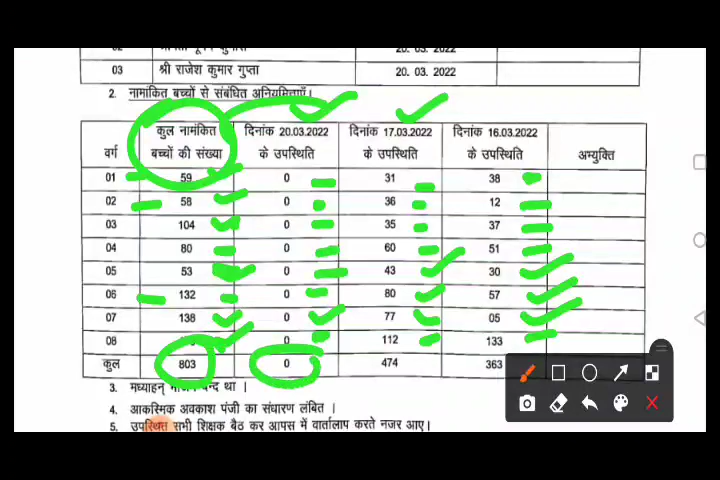 03 श्री राजेश कुमार गुप्ता 20. 03. 2022
2. नामांकित बच्चों से संबंधित अनियमितताएँ।
वर्ग कुल नामांकित बच्चों की संख्या दिनांक 20.03.2022 के उपस्थिति दिनांक 17.03.2022 के उपस्थिति दिनांक 16.03.2022 के उपस्थिति अभ्युक्ति
01 59 0 31 38
02 58 0 36 12
03 104 0 35 37
04 80 0 60 51
05 53 0 43 30
06 132 0 80 57
07 138 0 77 05
08 0 112 133
कुल 803 0 474 363
3. मध्याहन् बन्द था ।
4. आकस्मिक अवकाश पंजी का संधारण लंबित ।
5. उपस्थित सभी शिक्षक बैठ कर आपस में वार्तालाप करते नजर आए।